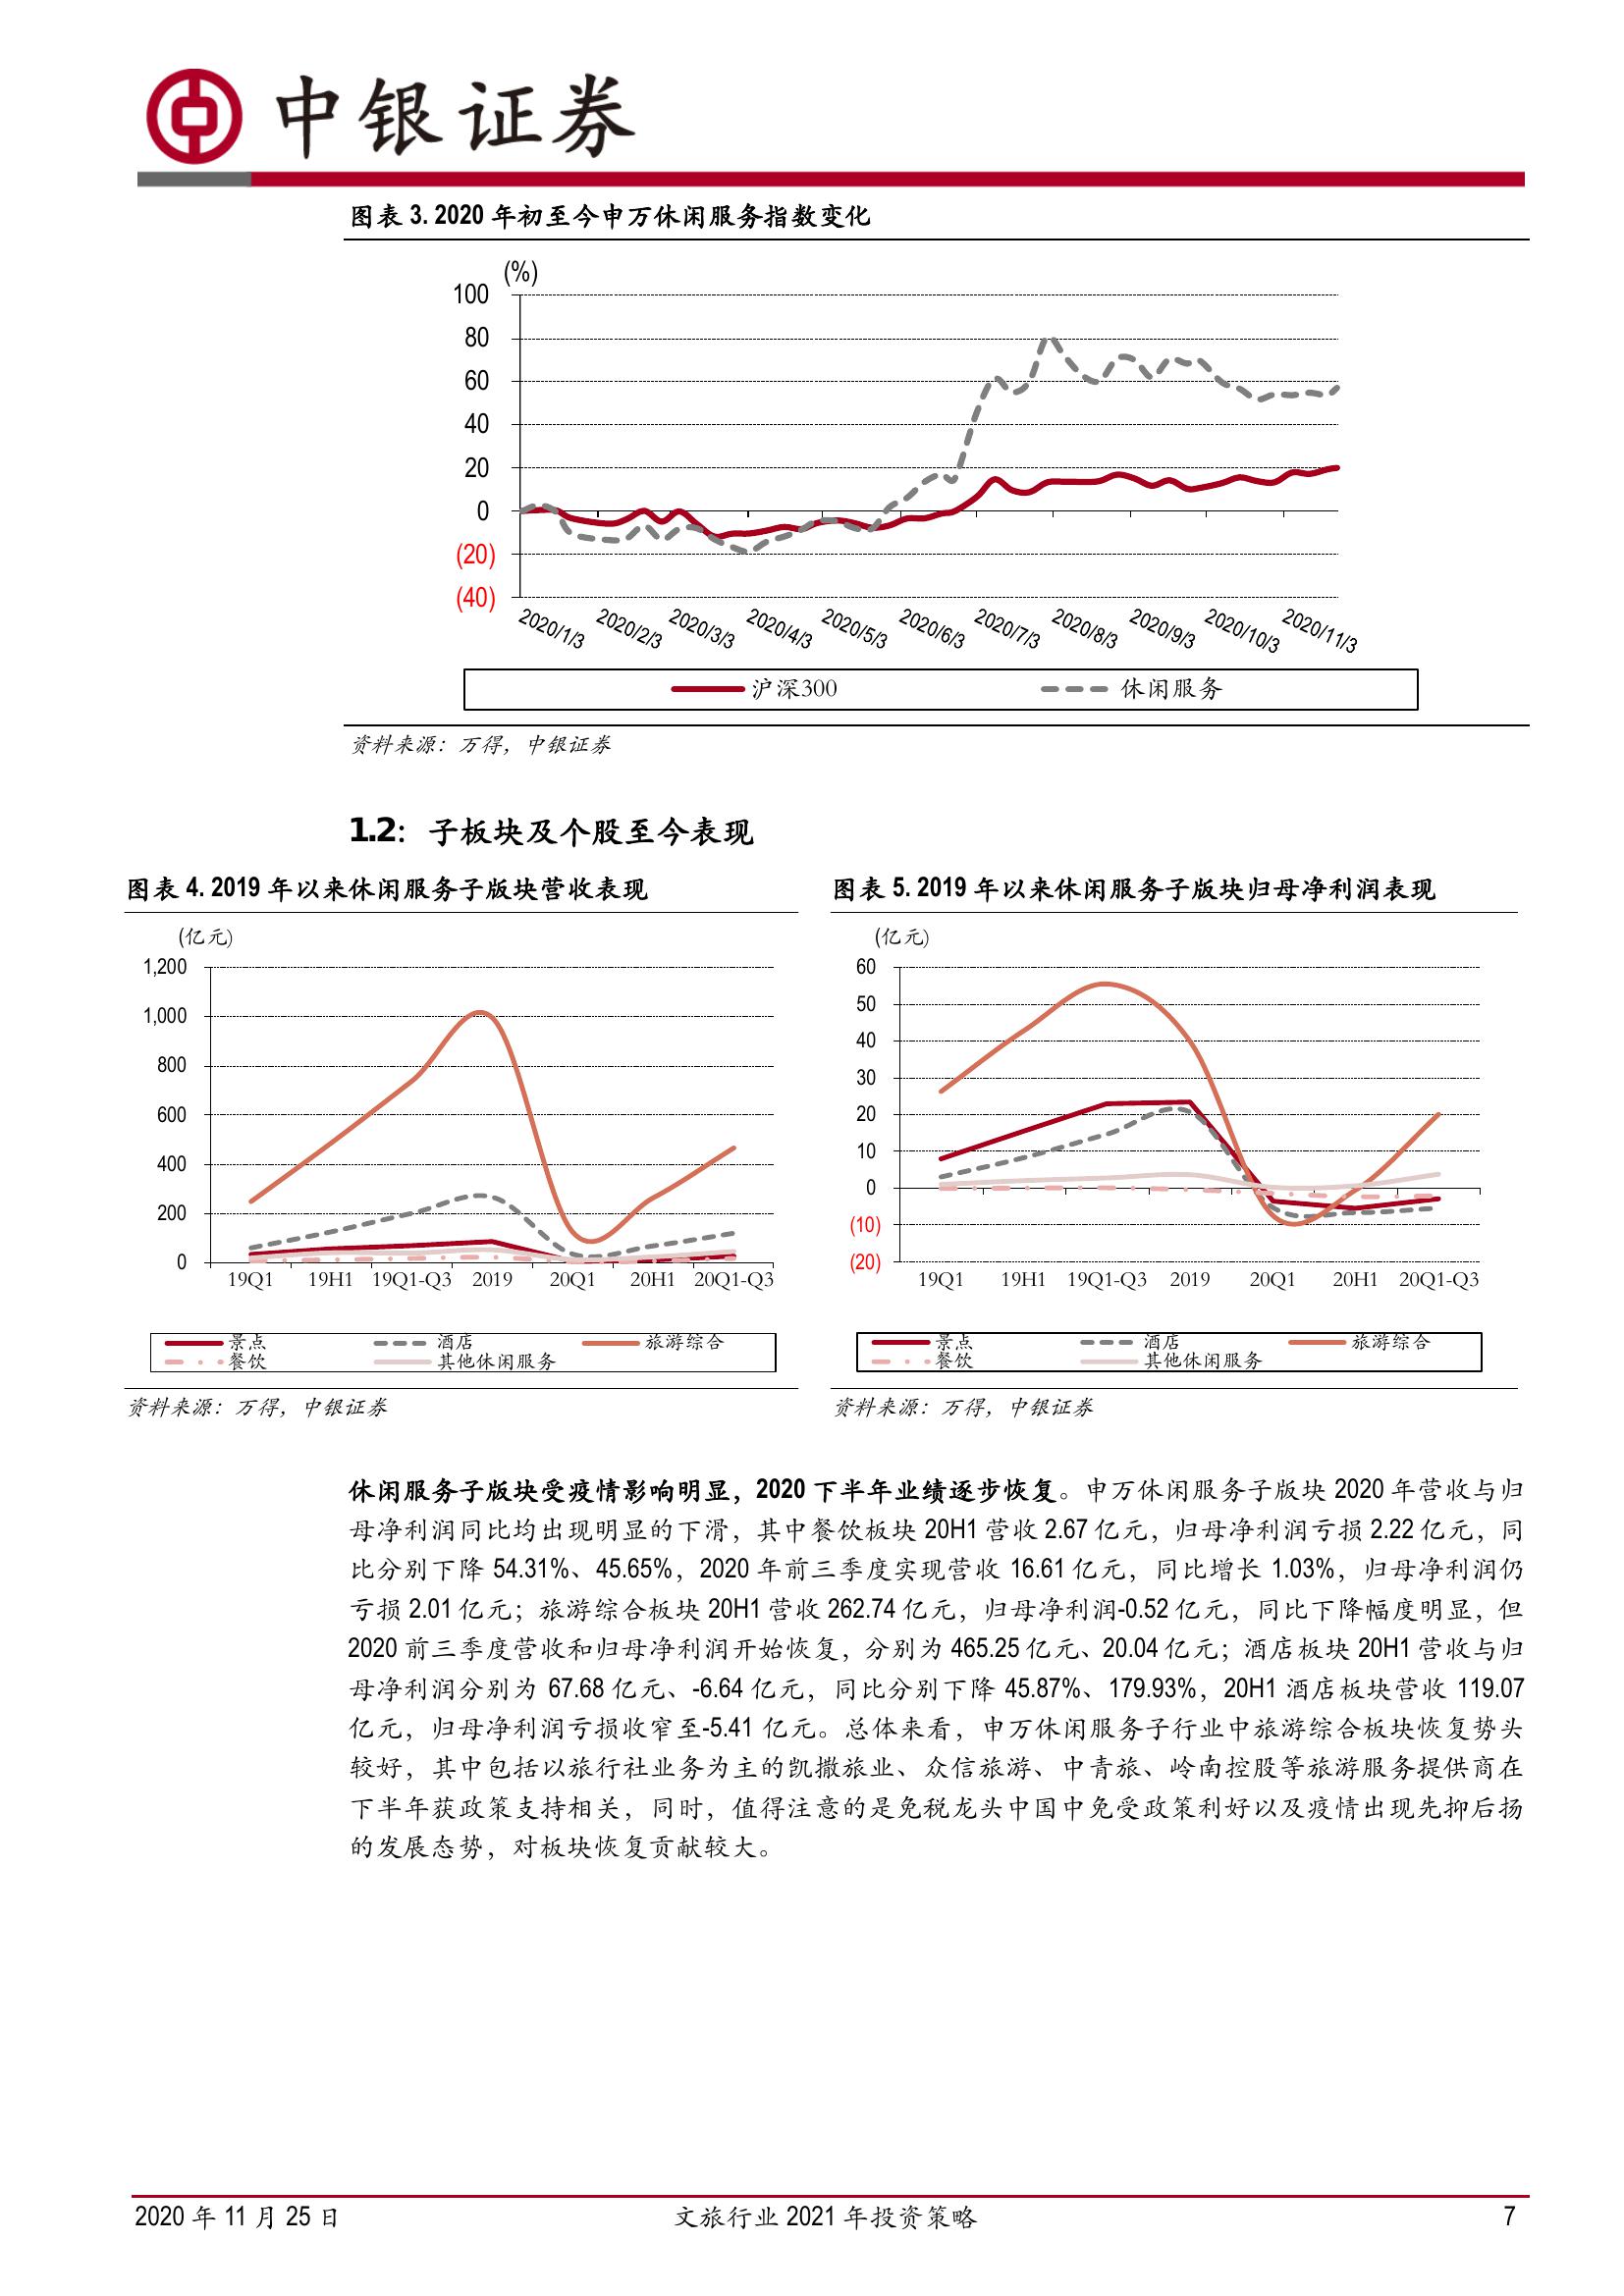 中银证券
图表 3. 2020 年初至今申万休闲服务指数变化
(%)
100
80
60
40
20
0
(20)
(40)
2020/1/3 2020/2/3 2020/3/3 2020/4/3 2020/5/3 2020/6/3 2020/7/3 2020/8/3 2020/9/3 2020/10/3 2020/11/3
沪深300 休闲服务
资料来源：万得，中银证券
1.2：子板块及个股至今表现
图表 4. 2019 年以来休闲服务子版块营收表现
(亿元)
1,200
1,000
800
600
400
200
0
19Q1 19H1 19Q1-Q3 2019 20Q1 20H1 20Q1-Q3
景点 酒店 旅游综合
餐饮 其他休闲服务
资料来源：万得，中银证券
图表 5. 2019 年以来休闲服务子版块归母净利润表现
(亿元)
60
50
40
30
20
10
0
(10)
(20)
19Q1 19H1 19Q1-Q3 2019 20Q1 20H1 20Q1-Q3
景点 酒店 旅游综合
餐饮 其他休闲服务
资料来源：万得，中银证券
休闲服务子版块受疫情影响明显，2020 下半年业绩逐步恢复。申万休闲服务子版块 2020 年营收与归
母净利润同比均出现明显的下滑，其中餐饮板块 20H1 营收 2.67 亿元，归母净利润亏损 2.22 亿元，同
比分别下降 54.31%、45.65%，2020 年前三季度实现营收 16.61 亿元，同比增长 1.03%，归母净利润仍
亏损 2.01 亿元；旅游综合板块 20H1 营收 262.74 亿元，归母净利润-0.52 亿元，同比下降幅度明显，但
2020 前三季度营收和归母净利润开始恢复，分别为 465.25 亿元、20.04 亿元；酒店板块 20H1 营收与归
母净利润分别为 67.68 亿元、-6.64 亿元，同比分别下降 45.87%、179.93%，20H1 酒店板块营收 119.07
亿元，归母净利润亏损收窄至-5.41 亿元。总体来看，申万休闲服务子行业中旅游综合板块恢复势头
较好，其中包括以旅行社业务为主的凯撒旅业、众信旅游、中青旅、岭南控股等旅游服务提供商在
下半年获政策支持相关，同时，值得注意的是免税龙头中国中免受政策利好以及疫情出现先抑后扬
的发展态势，对板块恢复贡献较大。
2020 年 11 月 25 日 文旅行业 2021 年投资策略 7